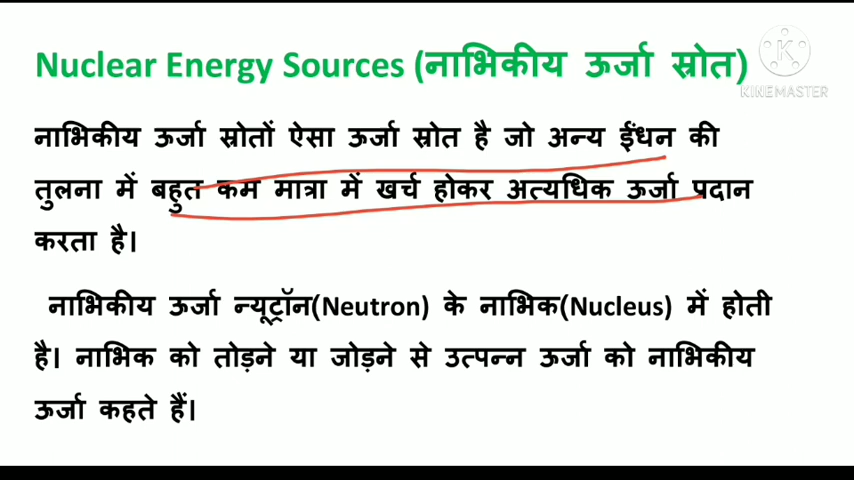 Nuclear Energy Sources (नाभिकीय ऊर्जा स्रोत)
KINEMASTER
नाभिकीय ऊर्जा स्रोतों ऐसा ऊर्जा स्रोत है जो अन्य ईंधन की
तुलना में बहुत कम मात्रा में खर्च होकर अत्यधिक ऊर्जा पदान
करता है।
नाभिकीय ऊर्जा न्यूट्रॉन(Neutron) के नाभिक(Nucleus) में होती
है। नाभिक को तोड़ने या जोड़ने से उत्पन्न ऊर्जा को नाभिकीय
ऊर्जा कहते हैं।